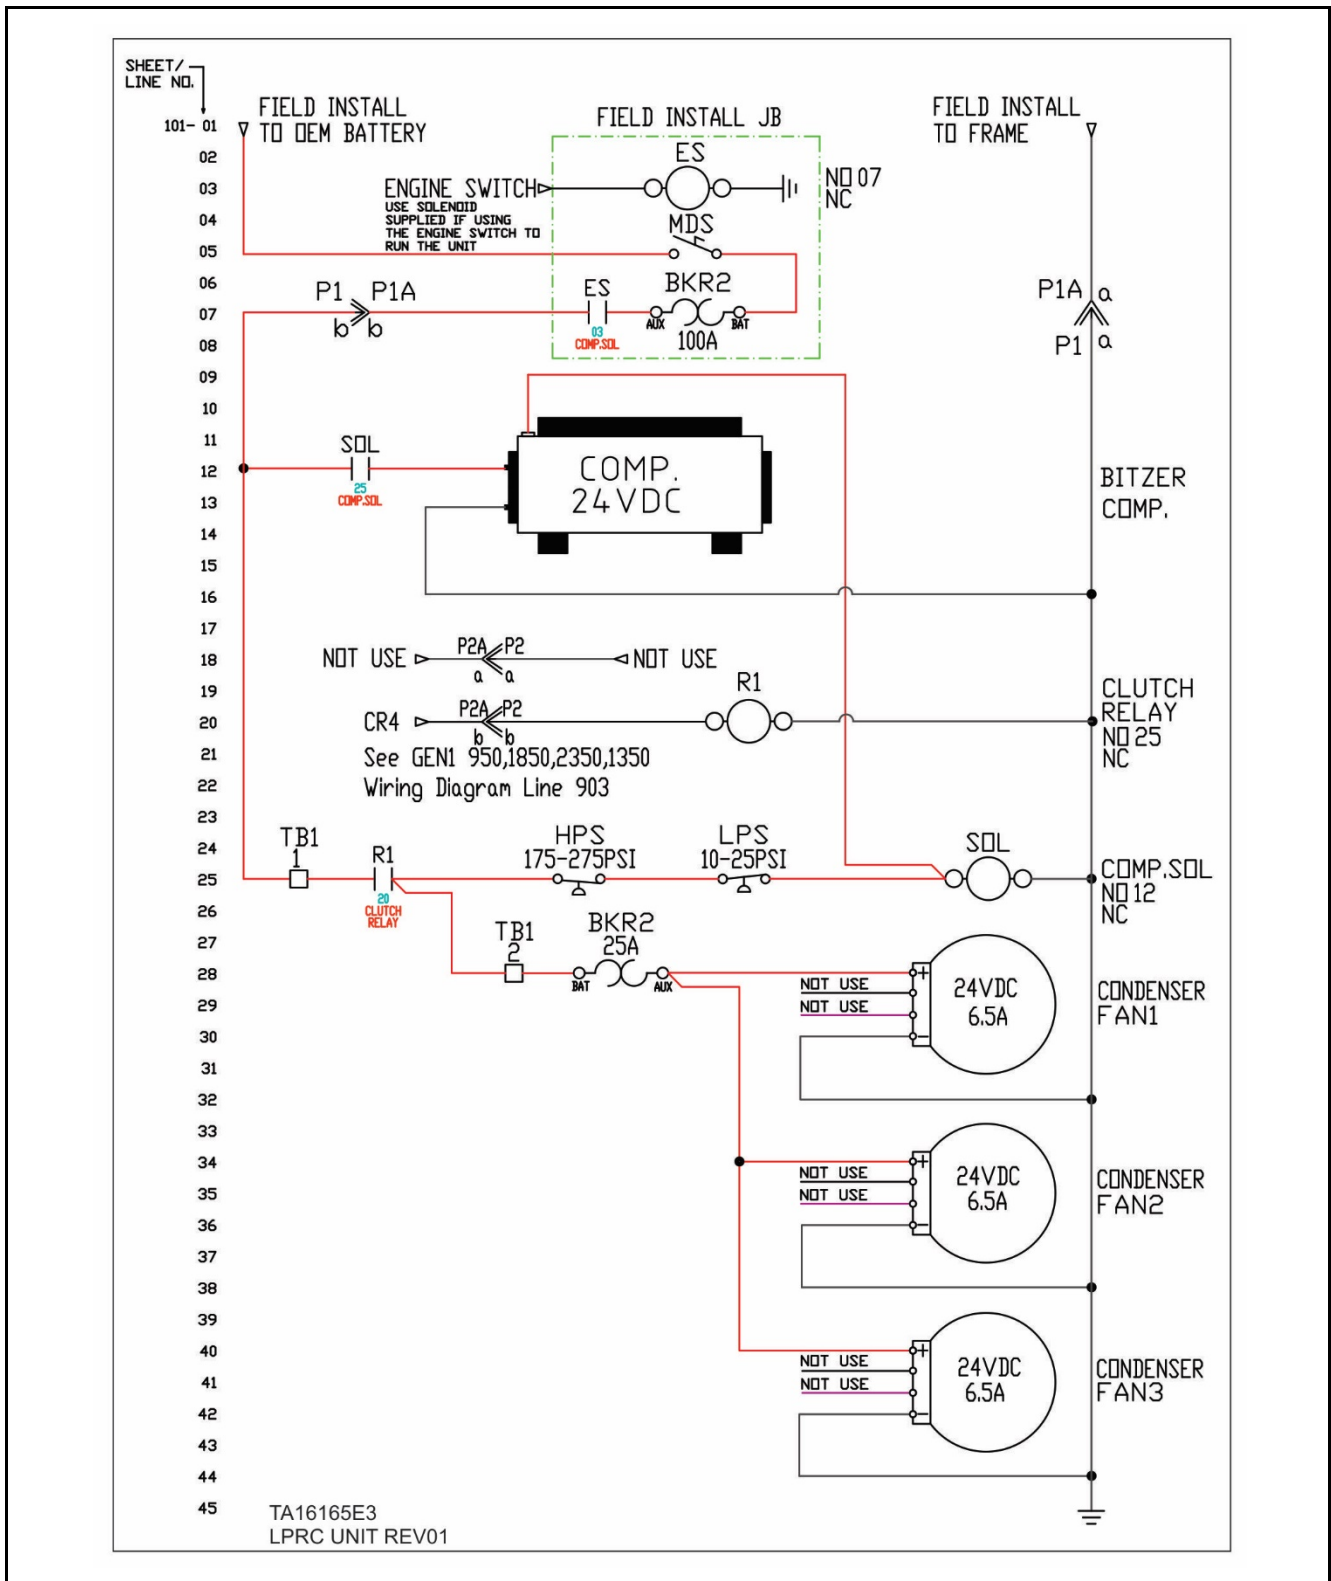 SHEET/
LINE NO.
101- 01
FIELD INSTALL
TO OEM BATTERY
FIELD INSTALL JB
FIELD INSTALL
TO FRAME
02
ES
03
ENGINE SWITCH
NO 07
NC
USE SOLENOID
SUPPLIED IF USING
THE ENGINE SWITCH TO
RUN THE UNIT
04
MDS
05
06
P1 P1A
ES
BKR2
P1A a
07
b b
AUX
BAT
03
COMP.SOL
100A
P1 a
08
09
10
11
SOL
12
25
COMP.SOL
COMP.
24VDC
BITZER
COMP.
13
14
15
16
17
18
NOT USE
P2A P2
a a
NOT USE
19
R1
20
CR4
P2A P2
b b
CLUTCH
RELAY
NO 25
NC
21
See GEN1 950,1850,2350,1350
22
Wiring Diagram Line 903
23
24
TB1
1
R1
HPS
175-275PSI
LPS
10-25PSI
SOL
25
COMP.SOL
NO 12
NC
20
CLUTCH
RELAY
26
27
TB1
2
BKR2
25A
28
BAT
AUX
+
NOT USE
24VDC
6.5A
CONDENSER
FAN1
29
NOT USE
30
-
31
32
33
34
+
NOT USE
24VDC
6.5A
CONDENSER
FAN2
35
NOT USE
36
-
37
38
39
40
+
NOT USE
24VDC
6.5A
CONDENSER
FAN3
41
NOT USE
42
-
43
44
45
TA16165E3
LPRC UNIT REV01